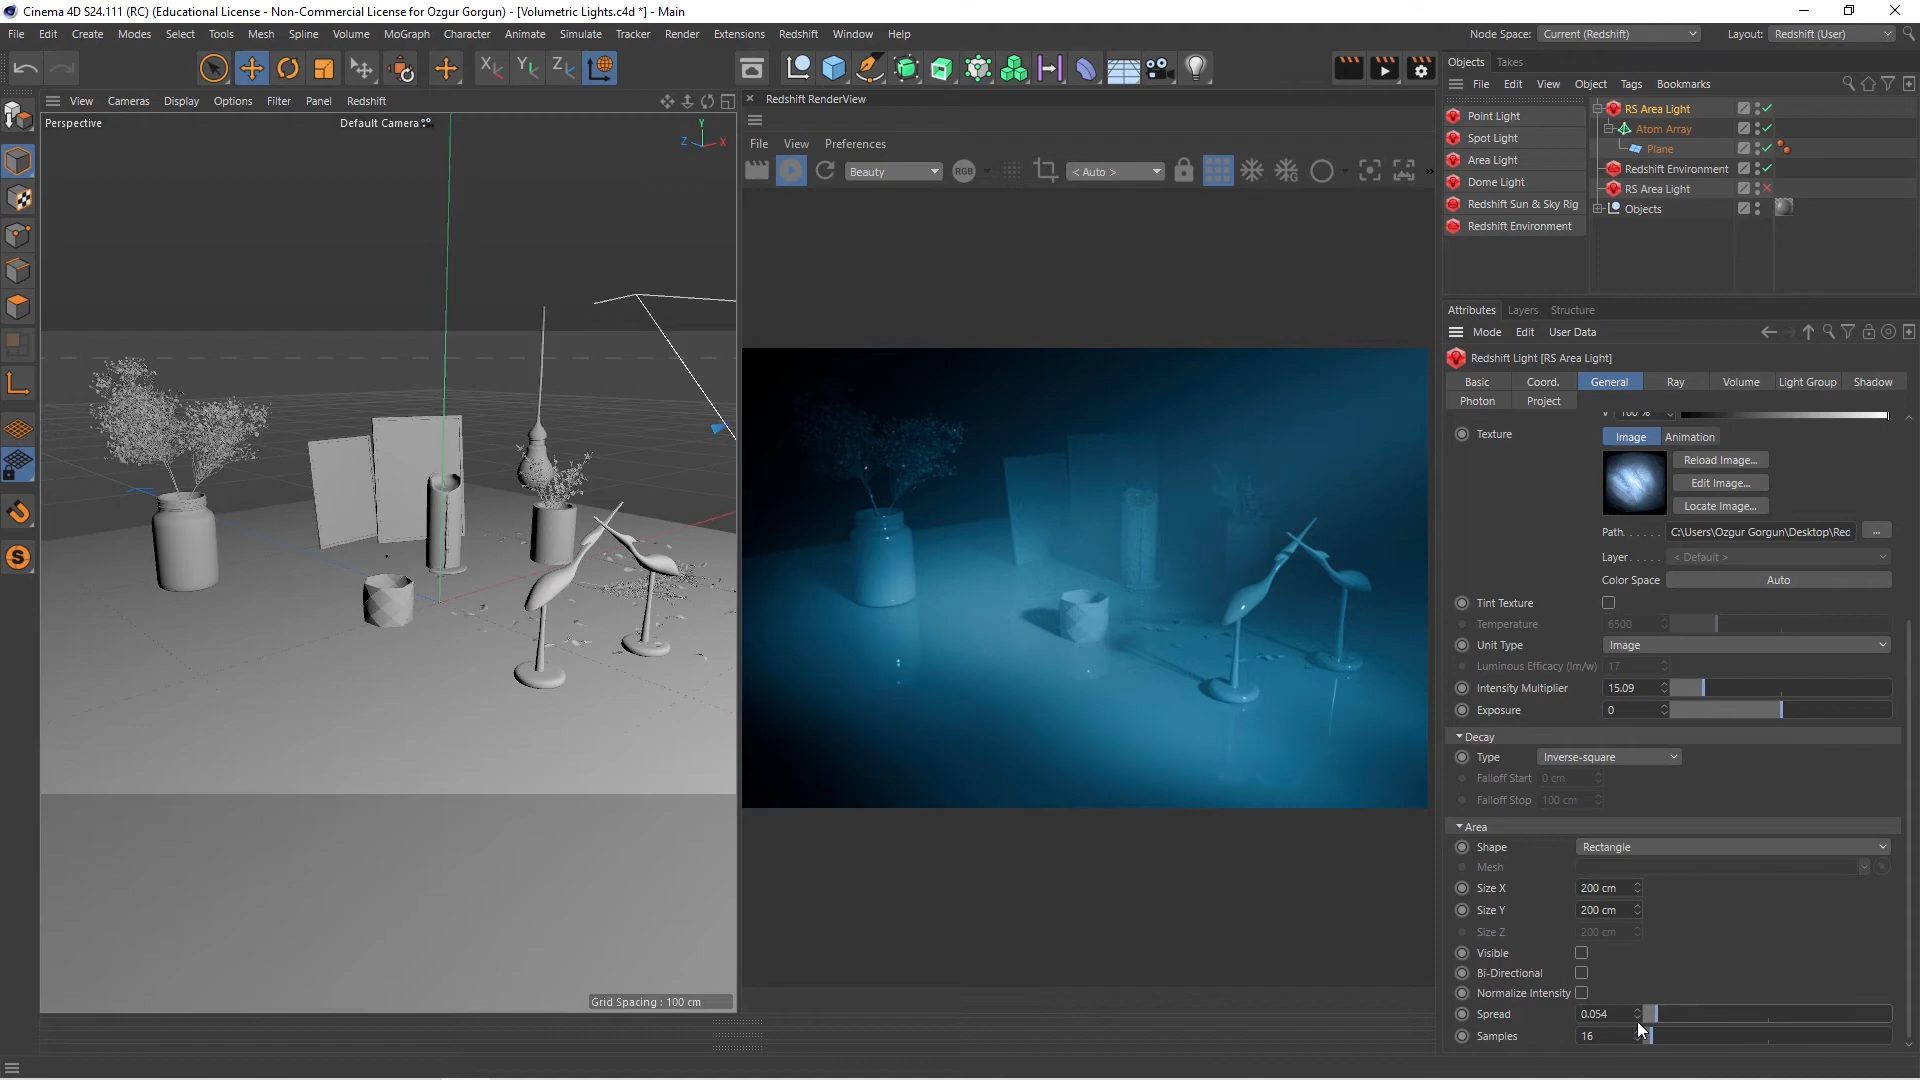 Cinema 4D S24.111 (RC) (Educational License - Non-Commercial License for Ozgur Gorgun) - [Volumetric Lights.c4d *] - Main
File Edit Create Modes Select Tools Mesh Spline Volume MoGraph Character Animate Simulate Tracker Render Extensions Redshift Window Help
Node Space: Current (Redshift) Layout: Redshift (User)
X Y Z
Objects Takes
File Edit View Object Tags Bookmarks
View Cameras Display Options Filter Panel Redshift
Redshift RenderView
Perspective Default Camera
Y Z X
File View Preferences
Beauty RGB < Auto >
Point Light
Spot Light
Area Light
Dome Light
Redshift Sun & Sky Rig
Redshift Environment
RS Area Light
Atom Array
Plane
Redshift Environment
RS Area Light
Objects
Attributes Layers Structure
Mode Edit User Data
Redshift Light [RS Area Light]
Basic Coord. General Ray Volume Light Group Shadow
Photon Project
V 100 %
Texture Image Animation
Reload Image...
Edit Image...
Locate Image...
Path. . . . . . C:\Users\Ozgur Gorgun\Desktop\Rec ...
Layer. . . . . < Default >
Color Space Auto
Tint Texture
Temperature 6500
Unit Type Image
Luminous Efficacy (lm/w) 17
Intensity Multiplier 15.09
Exposure 0
Decay
Type Inverse-square
Falloff Start 0 cm
Falloff Stop 100 cm
Area
Shape Rectangle
Mesh
Size X 200 cm
Size Y 200 cm
Size Z 200 cm
Visible
Bi-Directional
Normalize Intensity
Spread 0.054
Samples 16
Grid Spacing : 100 cm